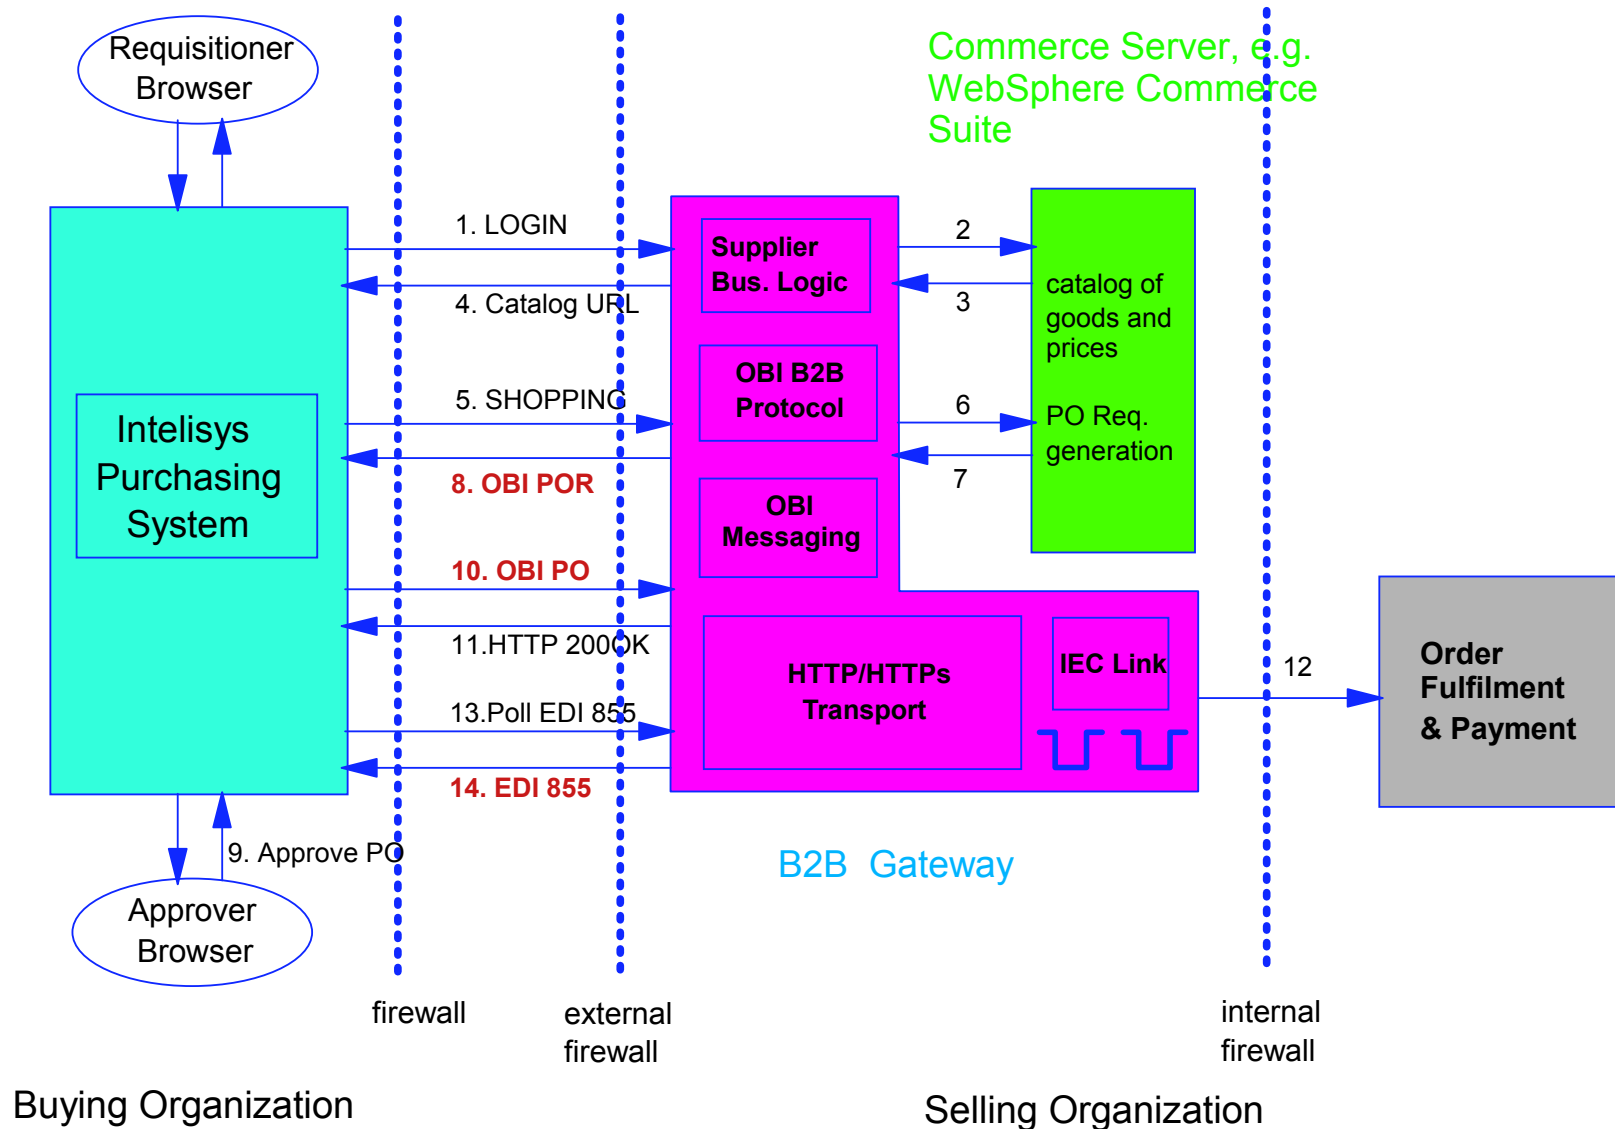 Requisitioner
Browser
Commerce Server, e.g.
WebSphere Commerce
Suite
1. LOGIN
4. Catalog URL
5. SHOPPING
8. OBI POR
10. OBI PO
11.HTTP 200OK
13.Poll EDI 855
14. EDI 855
Intelisys
Purchasing
System
Supplier
Bus. Logic
OBI B2B
Protocol
OBI
Messaging
HTTP/HTTPs
Transport
IEC Link
2
3
6
7
catalog of
goods and
prices
PO Req.
generation
12
Order
Fulfilment
& Payment
9. Approve PO
Approver
Browser
B2B Gateway
firewall
external
firewall
internal
firewall
Buying Organization
Selling Organization